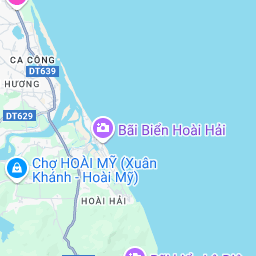 CA CÔNG
DT639
HƯƠNG
DT629
Bãi Biển Hoài Hải
Chợ HOÀI MỸ (Xuân
Khánh - Hoài Mỹ)
HOÀI HẢI